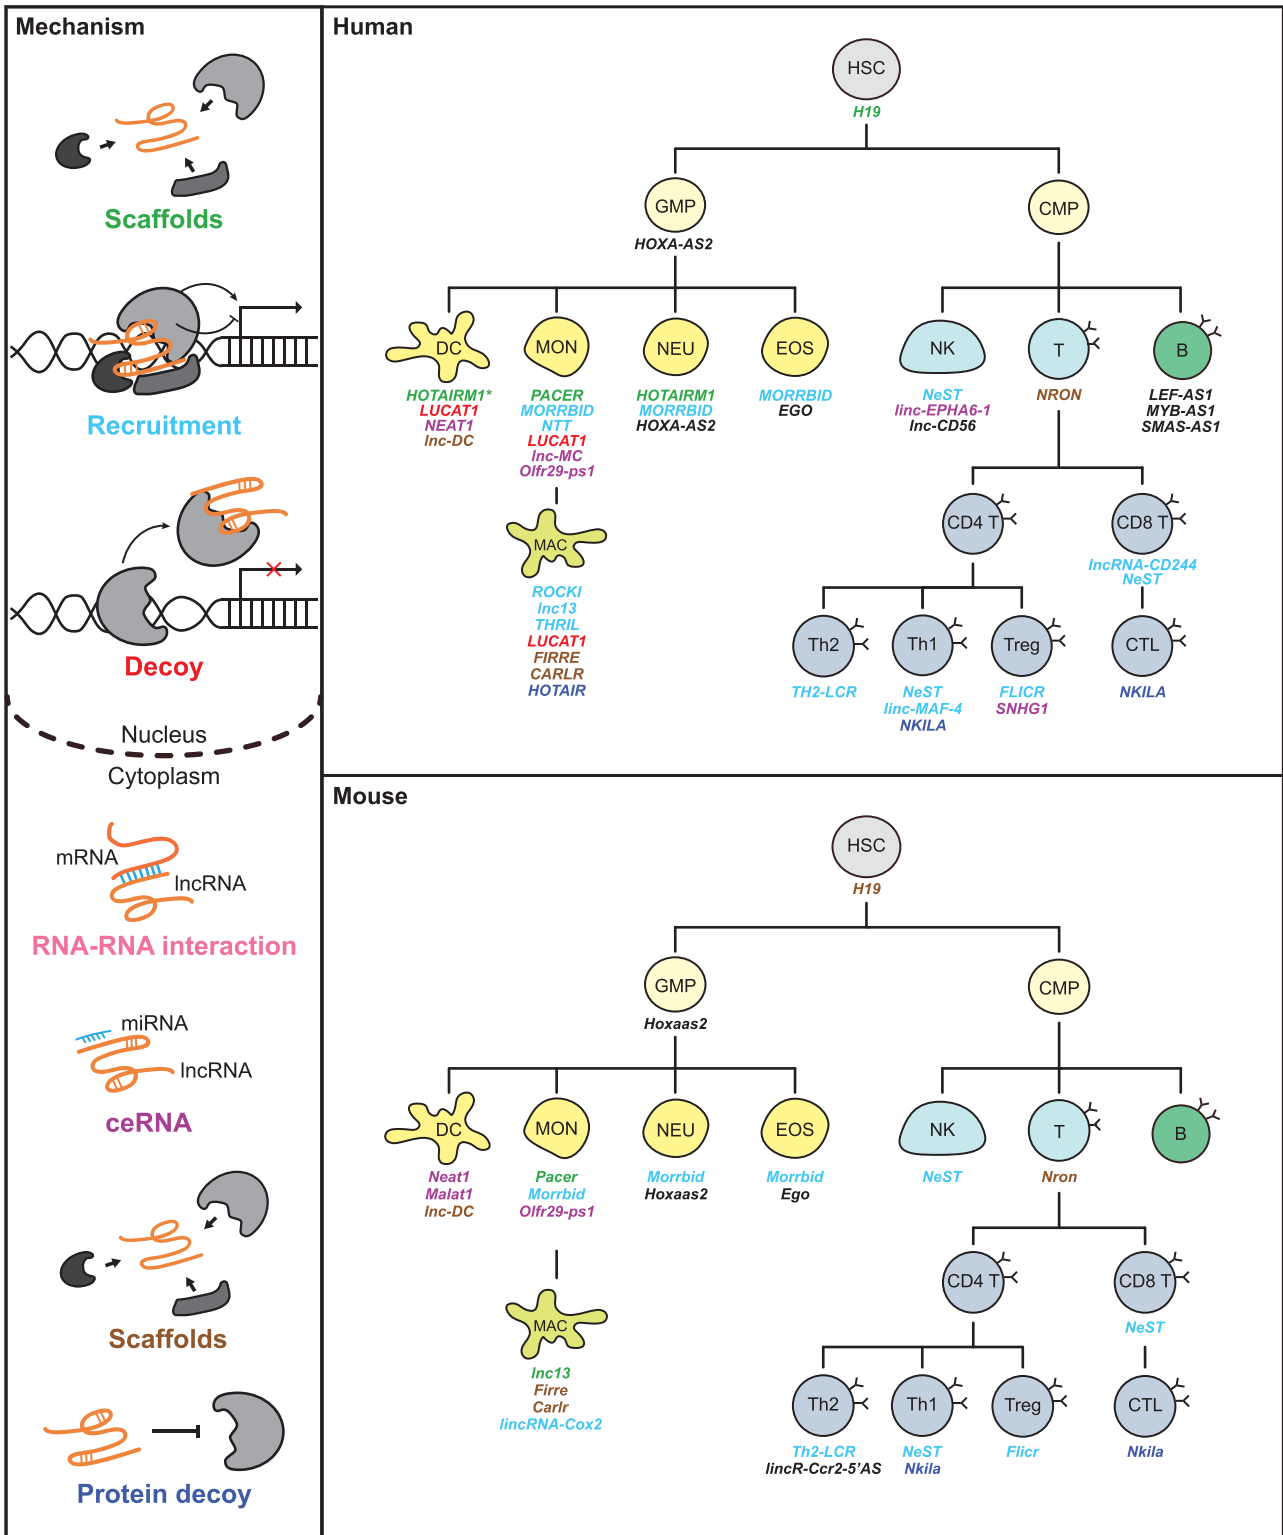 Mechanism
Scaffolds
Recruitment
Decoy
Nucleus
Cytoplasm
mRNA
lncRNA
RNA-RNA interaction
miRNA
lncRNA
ceRNA
Scaffolds
Protein decoy
Human
HSC
H19
GMP
HOXA-AS2
CMP
DC
HOTAIRM1*
LUCAT1
NEAT1
lnc-DC
MON
PACER
MORRBID
NTT
LUCAT1
lnc-MC
Olfr29-ps1
NEU
HOTAIRM1
MORRBID
HOXA-AS2
EOS
MORRBID
EGO
NK
NeST
linc-EPHA6-1
lnc-CD56
T
NRON
B
LEF-AS1
MYB-AS1
SMAS-AS1
MAC
ROCKI
lnc13
THRIL
LUCAT1
FIRRE
CARLR
HOTAIR
CD4 T
CD8 T
lncRNA-CD244
NeST
Th2
TH2-LCR
Th1
NeST
linc-MAF-4
NKILA
Treg
FLICR
SNHG1
CTL
NKILA
Mouse
HSC
H19
GMP
Hoxaas2
CMP
DC
Neat1
Malat1
lnc-DC
MON
Pacer
Morrbid
Olfr29-ps1
NEU
Morrbid
Hoxaas2
EOS
Morrbid
Ego
NK
NeST
T
Nron
B
MAC
lnc13
Firre
Carlr
lincRNA-Cox2
CD4 T
CD8 T
NeST
Th2
Th2-LCR
lincR-Ccr2-5'AS
Th1
NeST
Nkila
Treg
Flicr
CTL
Nkila